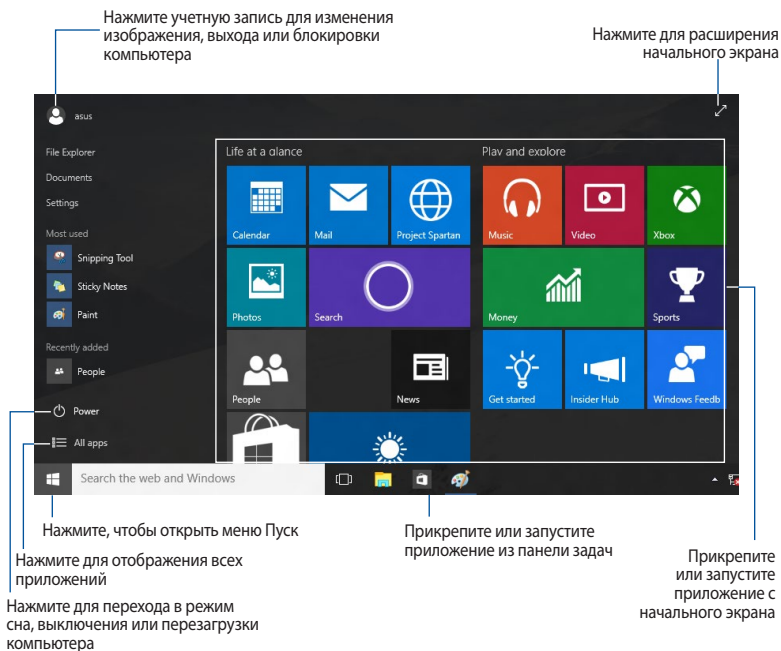 Нажмите учетную запись для изменения
изображения, выхода или блокировки
компьютера
Нажмите для расширения
начального экрана
asus
File Explorer
Documents
Settings
Most used
Snipping Tool
Sticky Notes
Paint
Recently added
People
Power
All apps
Search the web and Windows
Life at a glance
Calendar
Mail
Project Spartan
Photos
Search
People
News
Play and explore
Music
Video
Xbox
Money
Sports
Get started
Insider Hub
Windows Feedb
Нажмите, чтобы открыть меню Пуск
Нажмите для отображения всех
приложений
Нажмите для перехода в режим
сна, выключения или перезагрузки
компьютера
Прикрепите или запустите
приложение из панели задач
Прикрепите
или запустите
приложение с
начального экрана